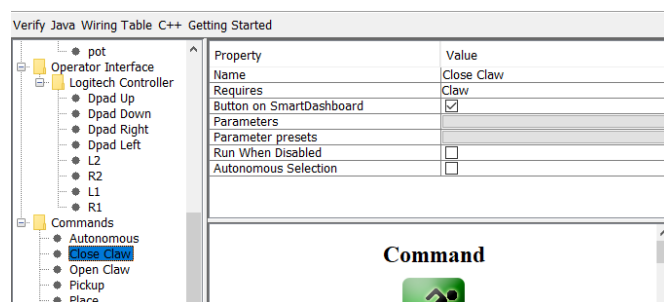 Verify Java Wiring Table C++ Getting Started
pot
Operator Interface
Logitech Controller
Dpad Up
Dpad Down
Dpad Right
Dpad Left
L2
R2
L1
R1
Commands
Autonomous
Close Claw
Open Claw
Pickup
Place
Property Value
Name Close Claw
Requires Claw
Button on SmartDashboard
Parameters
Parameter presets
Run When Disabled
Autonomous Selection
Command